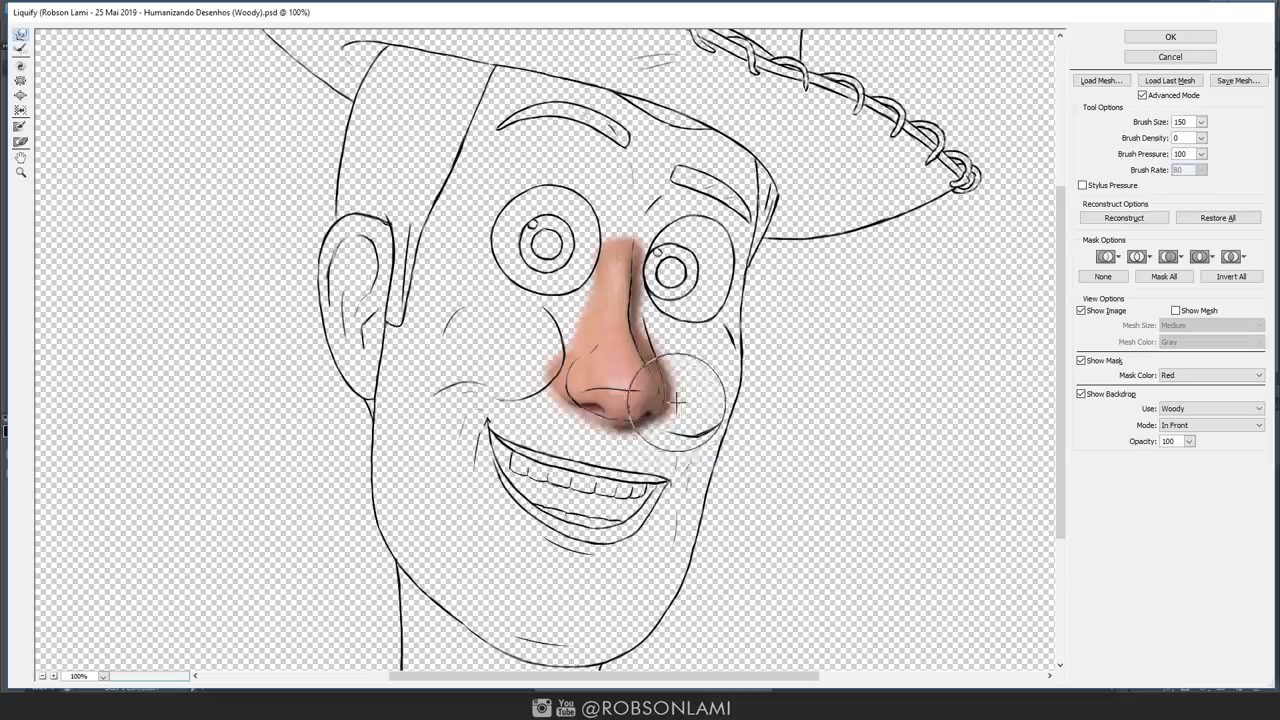 Liquify (Robson Lami - 25 Mai 2019 - Humanizando Desenhos (Woody).psd @ 100%)
OK
Cancel
Load Mesh...
Load Last Mesh
Save Mesh...
Advanced Mode
Tool Options
Brush Size: 150
Brush Density: 0
Brush Pressure: 100
Brush Rate: 80
Stylus Pressure
Reconstruct Options
Reconstruct
Restore All
Mask Options
None
Mask All
Invert All
View Options
Show Image
Show Mesh
Mesh Size: Medium
Mesh Color: Gray
Show Mask
Mask Color: Red
Show Backdrop
Use: Woody
Mode: In Front
Opacity: 100
100%
You
Tube
@ROBSONLAMI